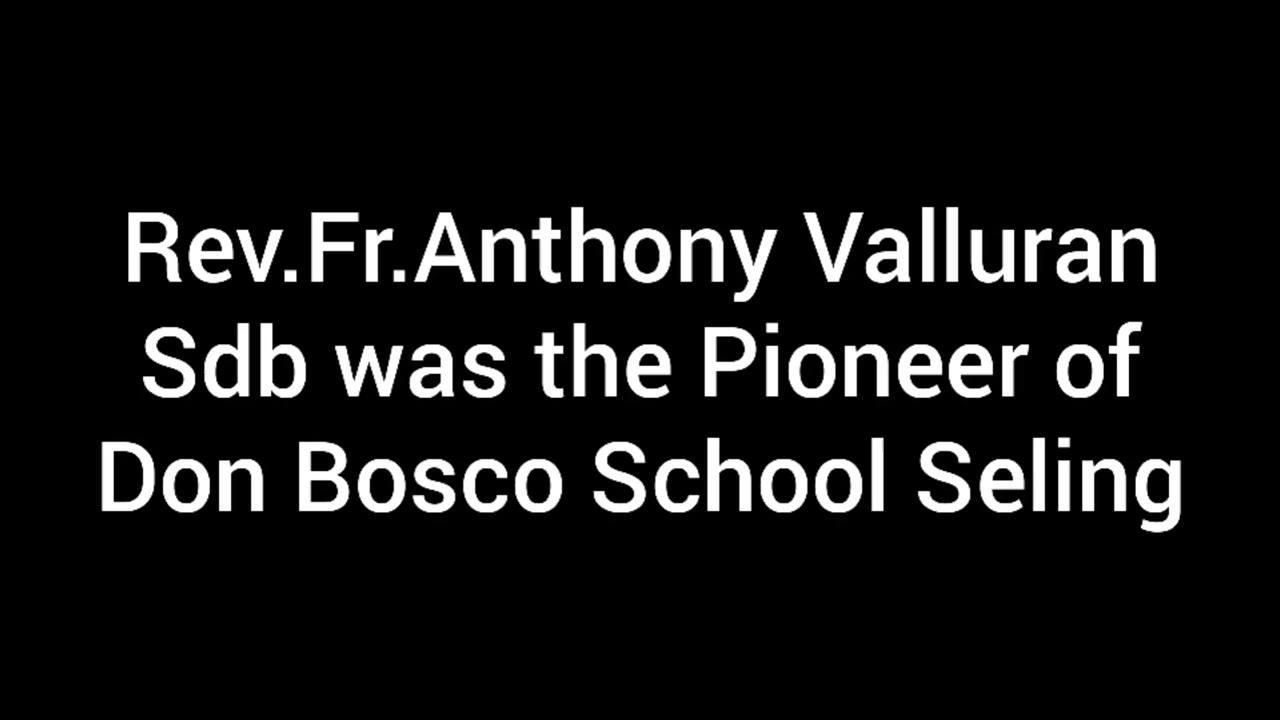 Rev.Fr.Anthony Valluran
Sdb was the Pioneer of
Don Bosco School Seling